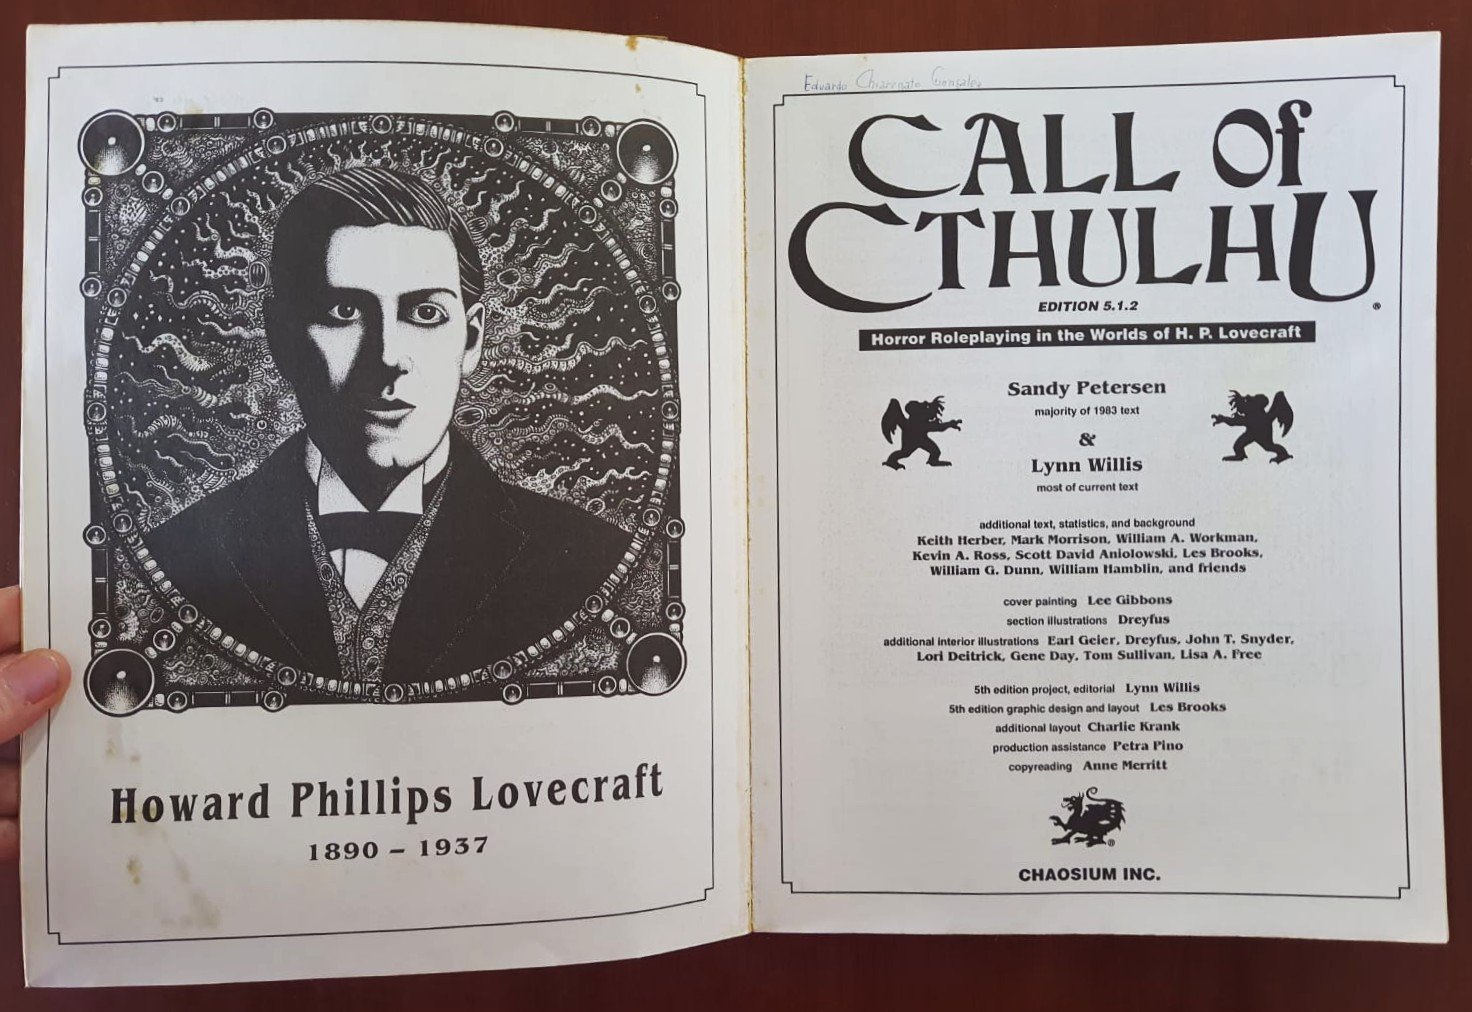 Howard Phillips Lovecraft
1890 – 1937
Eduardo Chiarenato Gonsales
CALL Of
CTHULHU
®
EDITION 5.1.2
Horror Roleplaying in the Worlds of H. P. Lovecraft
Sandy Petersen
majority of 1983 text
&
Lynn Willis
most of current text
additional text, statistics, and background
Keith Herber, Mark Morrison, William A. Workman,
Kevin A. Ross, Scott David Aniolowski, Les Brooks,
William G. Dunn, William Hamblin, and friends
cover painting Lee Gibbons
section illustrations Dreyfus
additional interior illustrations Earl Geier, Dreyfus, John T. Snyder,
Lori Deitrick, Gene Day, Tom Sullivan, Lisa A. Free
5th edition project, editorial Lynn Willis
5th edition graphic design and layout Les Brooks
additional layout Charlie Krank
production assistance Petra Pino
copyreading Anne Merritt
®
CHAOSIUM INC.